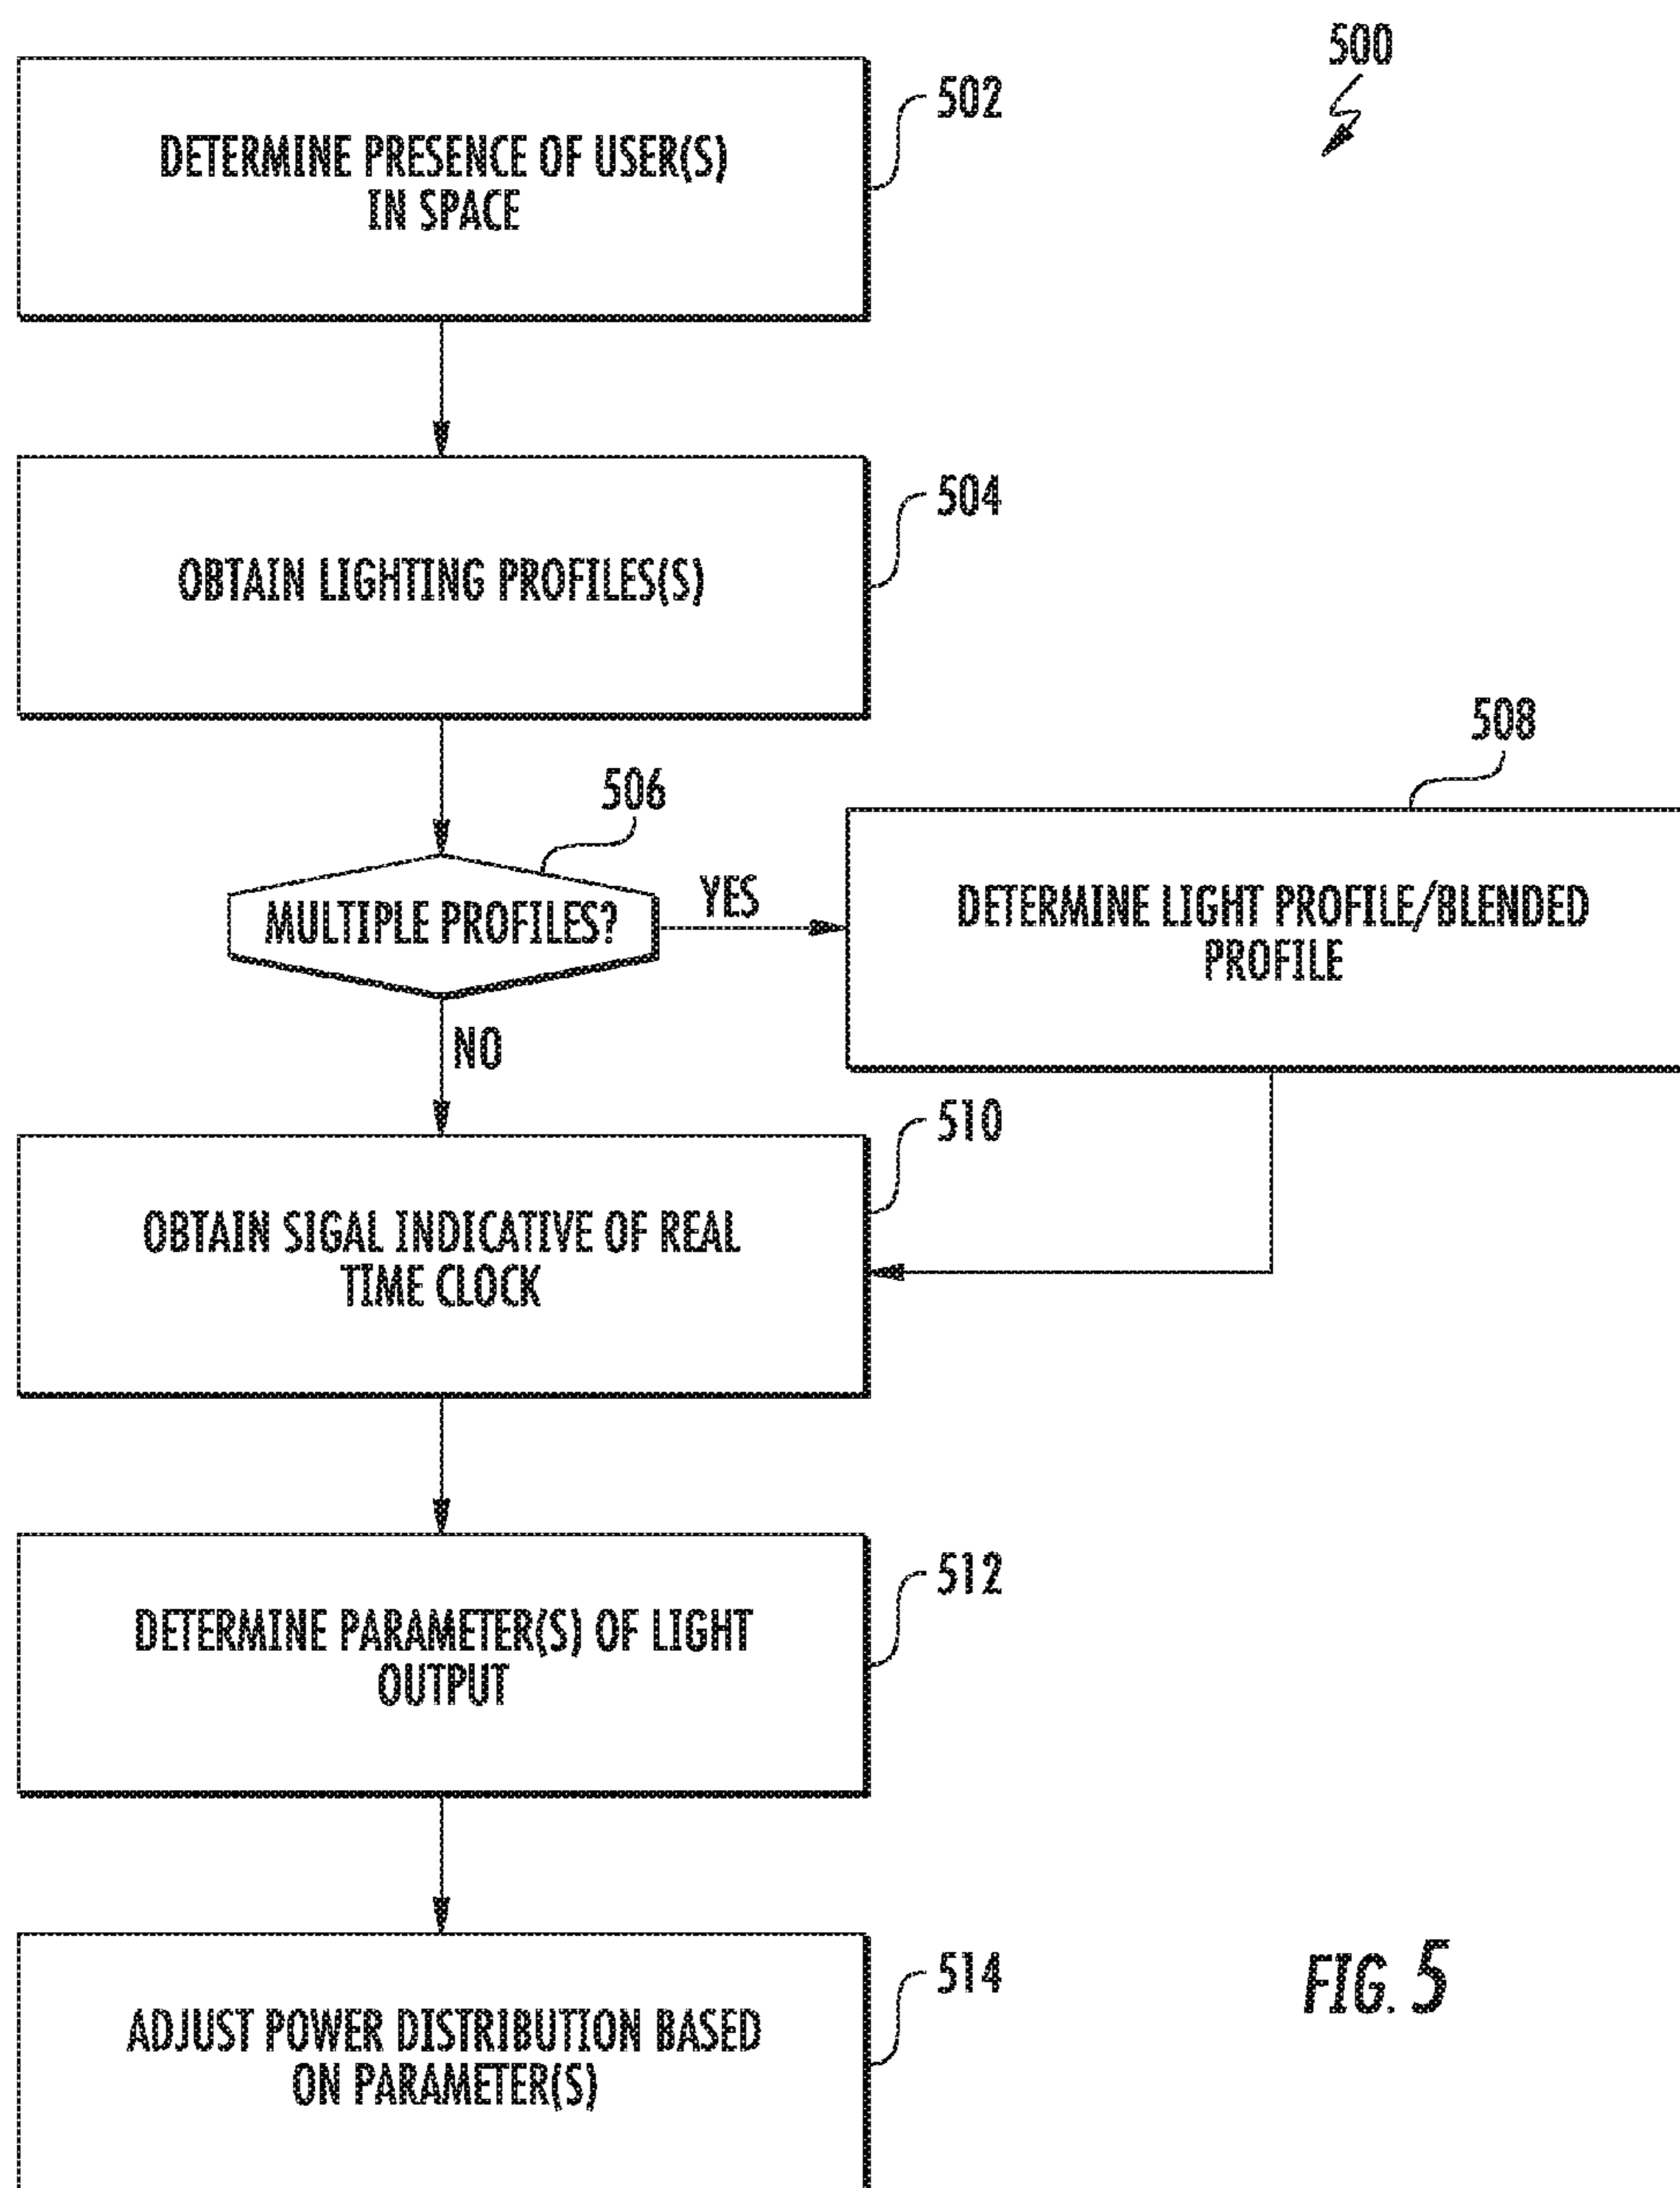 500
502
DETERMINE PRESENCE OF USER(S)
IN SPACE
504
OBTAIN LIGHTING PROFILES(S)
506
MULTIPLE PROFILES?
YES
508
DETERMINE LIGHT PROFILE/BLENDED
PROFILE
NO
510
OBTAIN SIGAL INDICATIVE OF REAL
TIME CLOCK
512
DETERMINE PARAMETER(S) OF LIGHT
OUTPUT
514
ADJUST POWER DISTRIBUTION BASED
ON PARAMETER(S)
FIG. 5